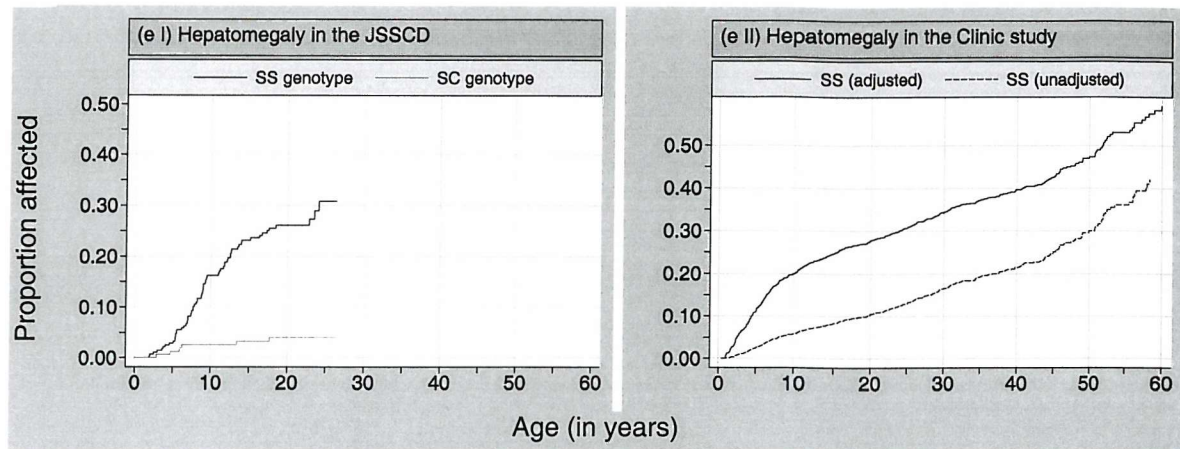 (e I) Hepatomegaly in the JSSCD
SS genotype SC genotype
0.50
0.40
0.30
0.20
0.10
0.00
0 10 20 30 40 50 60
(e II) Hepatomegaly in the Clinic study
SS (adjusted) SS (unadjusted)
0.50
0.40
0.30
0.20
0.10
0.00
0 10 20 30 40 50 60
Proportion affected
Age (in years)